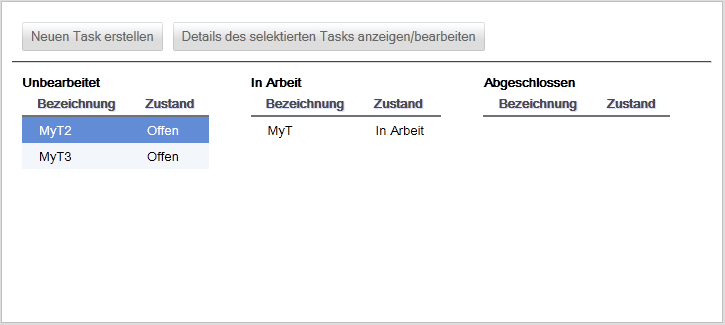 Neuen Task erstellen Details des selektierten Tasks anzeigen/bearbeiten
Unbearbeitet In Arbeit Abgeschlossen
Bezeichnung Zustand Bezeichnung Zustand Bezeichnung Zustand
MyT2 Offen MyT In Arbeit
MyT3 Offen